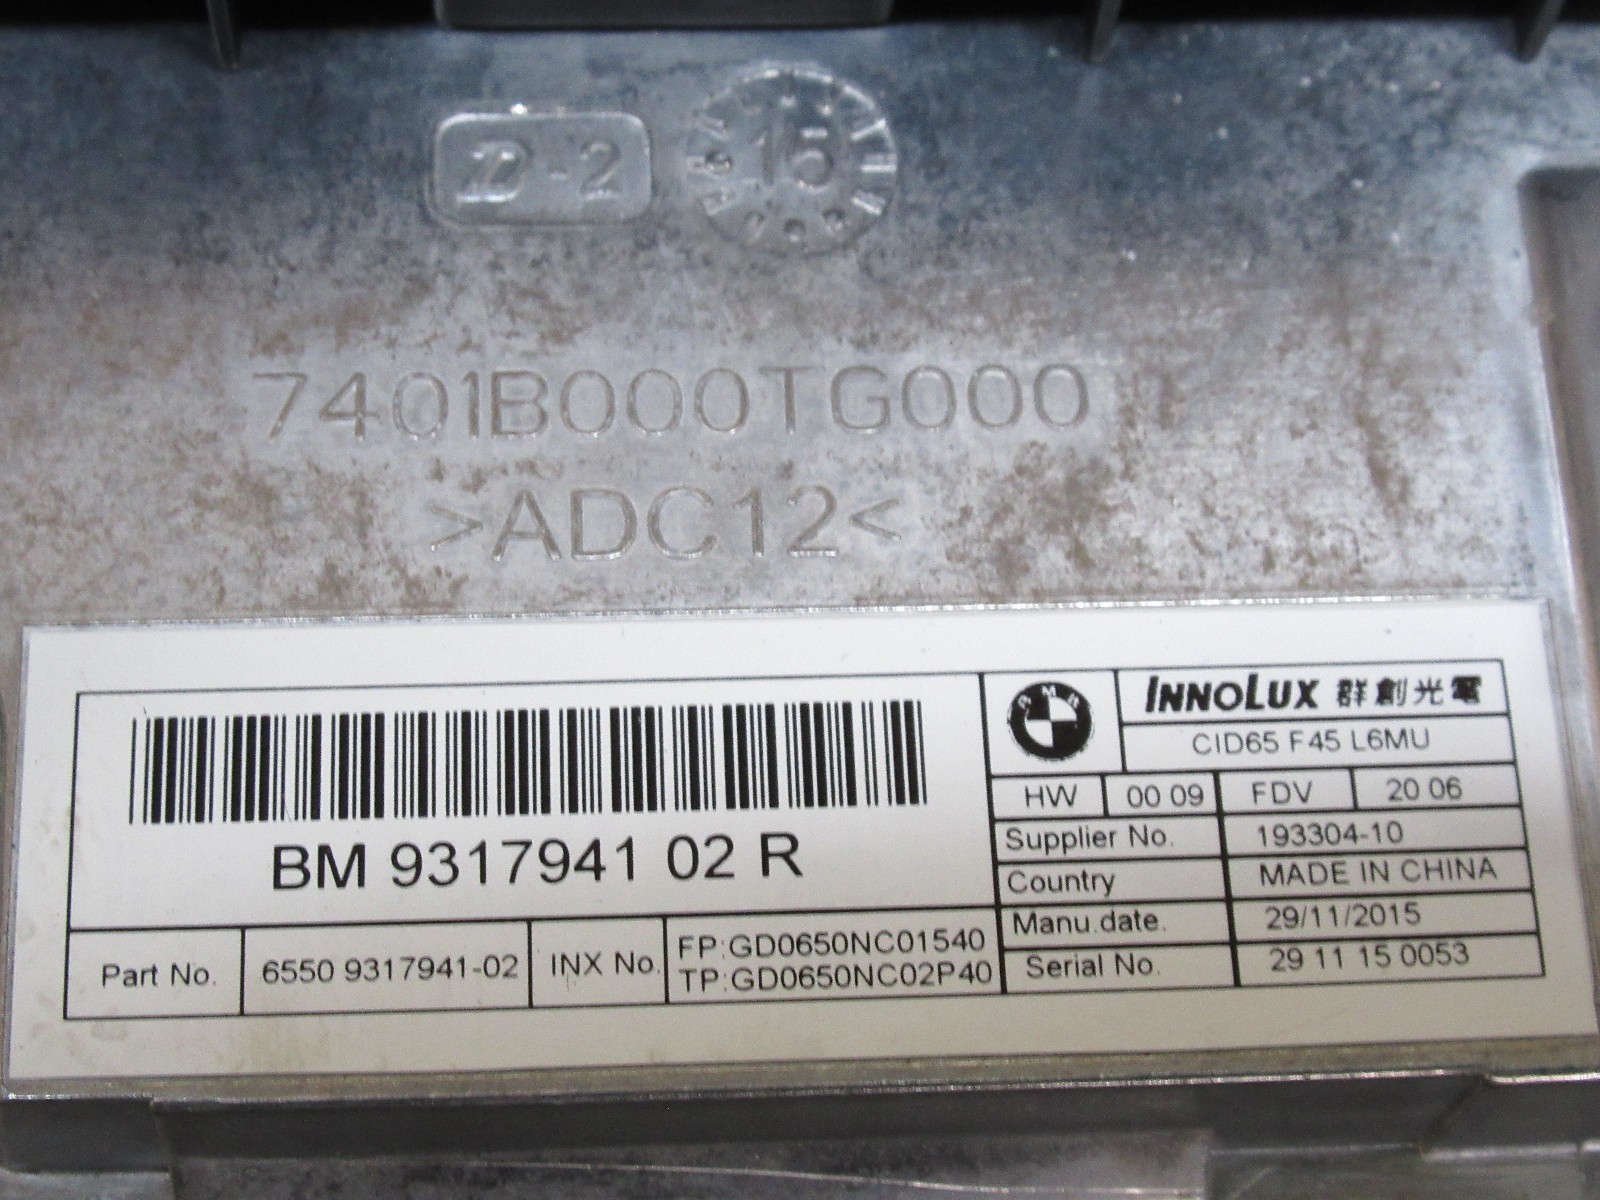 D-2
15
7401B000TG000
>ADC12<
BM 9317941 02 R
BMW
INNOLUX 群創光電
CID65 F45 L6MU
HW 00 09 FDV 20 06
Supplier No. 193304-10
Country MADE IN CHINA
Manu.date. 29/11/2015
Serial No. 29 11 15 0053
Part No. 6550 9317941-02 INX No. FP:GD0650NC01540
TP:GD0650NC02P40